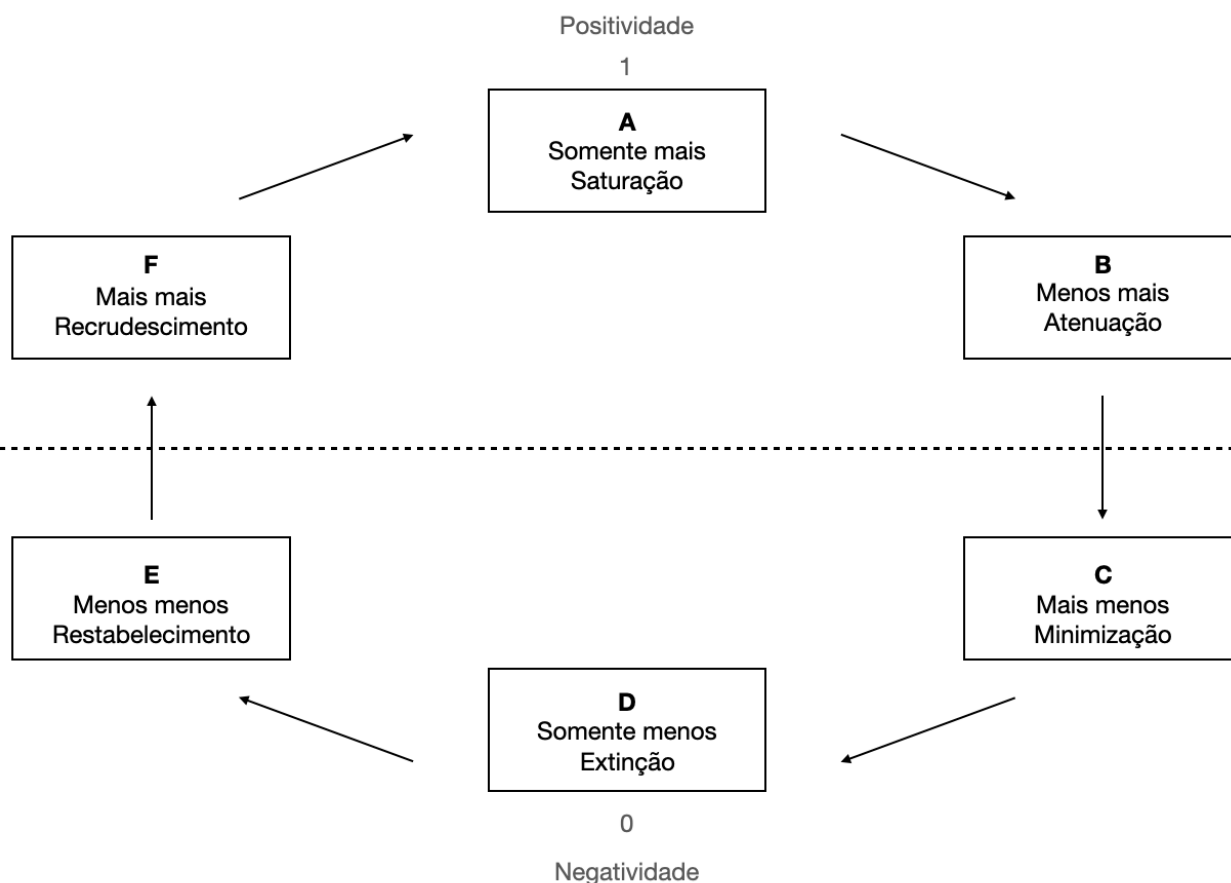 Positividade
1
A
Somente mais
Saturação
F
Mais mais
Recrudescimento
B
Menos mais
Atenuação
E
Menos menos
Restabelecimento
C
Mais menos
Minimização
D
Somente menos
Extinção
0
Negatividade